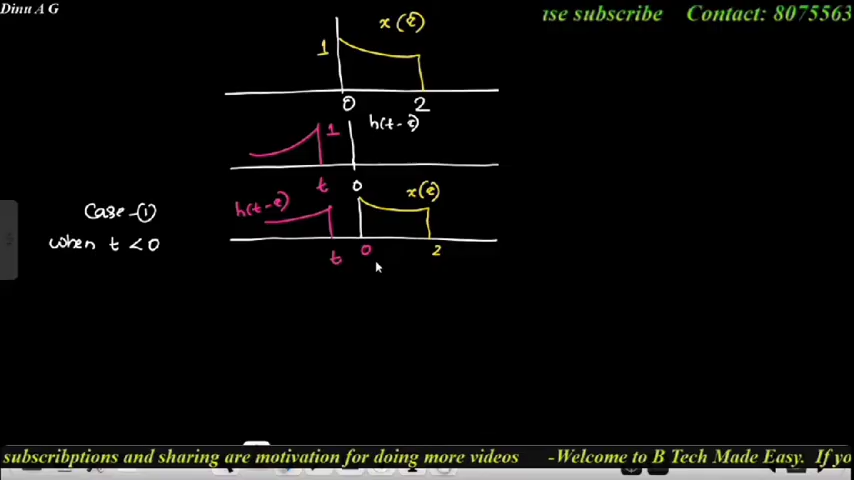 Dinu A G
use subscribe Contact: 8075563
x(τ)
1
0 2
h(t-τ)
1
t 0
Case-①
when t < 0
h(t-τ) x(τ)
t 0 2
subscribptions and sharing are motivation for doing more videos -Welcome to B Tech Made Easy. If yo